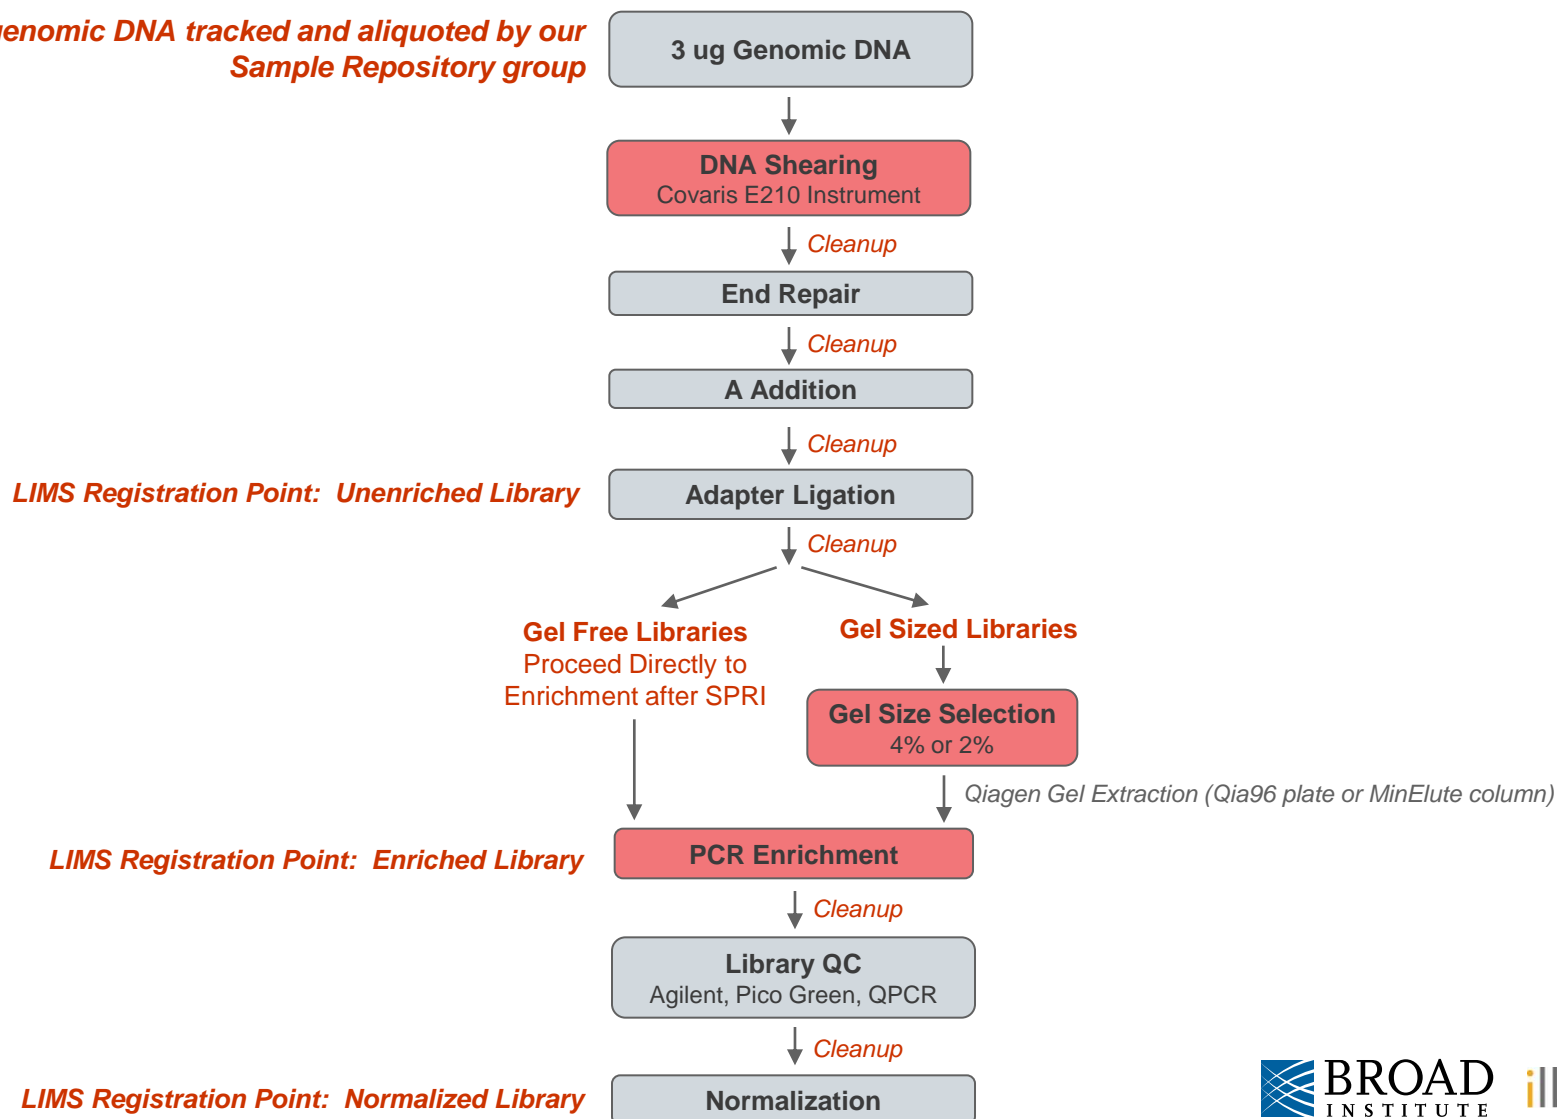 genomic DNA tracked and aliquoted by our
Sample Repository group
3 ug Genomic DNA
DNA Shearing
Covaris E210 Instrument
Cleanup
End Repair
Cleanup
A Addition
Cleanup
LIMS Registration Point: Unenriched Library
Adapter Ligation
Cleanup
Gel Free Libraries
Proceed Directly to
Enrichment after SPRI
Gel Sized Libraries
Gel Size Selection
4% or 2%
Qiagen Gel Extraction (Qia96 plate or MinElute column)
LIMS Registration Point: Enriched Library
PCR Enrichment
Cleanup
Library QC
Agilent, Pico Green, QPCR
Cleanup
LIMS Registration Point: Normalized Library
Normalization
BROAD
INSTITUTE
ill